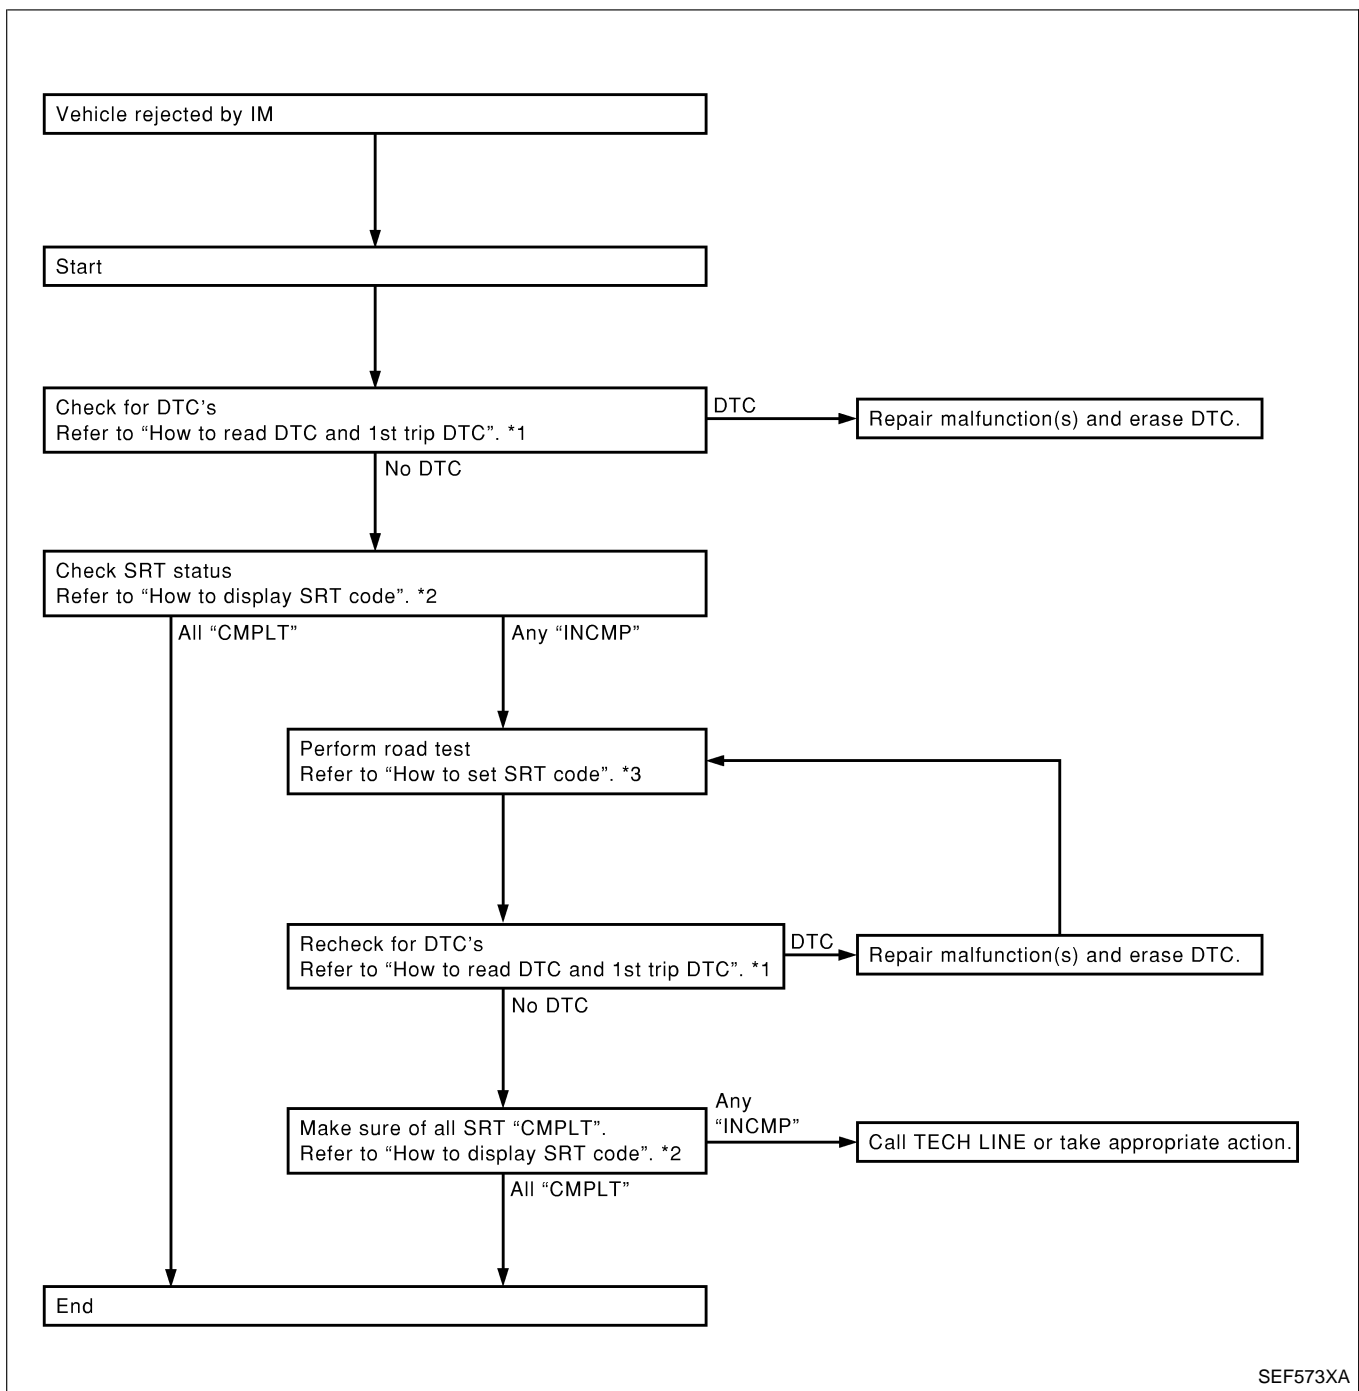 Vehicle rejected by IM
Start
Check for DTC's
Refer to “How to read DTC and 1st trip DTC”. *1
DTC
Repair malfunction(s) and erase DTC.
No DTC
Check SRT status
Refer to “How to display SRT code”. *2
All “CMPLT”
Any “INCMP”
Perform road test
Refer to “How to set SRT code”. *3
Recheck for DTC's
Refer to “How to read DTC and 1st trip DTC”. *1
DTC
Repair malfunction(s) and erase DTC.
No DTC
Make sure of all SRT “CMPLT”.
Refer to “How to display SRT code”. *2
Any
“INCMP”
Call TECH LINE or take appropriate action.
All “CMPLT”
End
SEF573XA